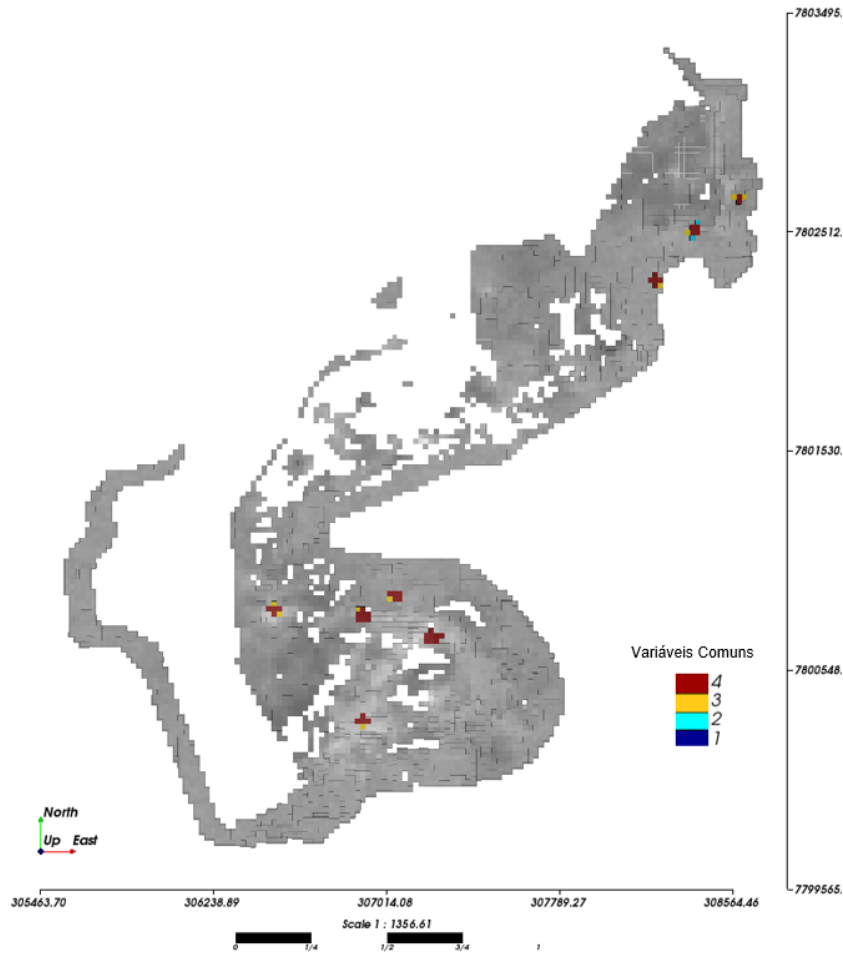 7803495.
7802512.
7801530.
Variáveis Comuns
4
3
2
1
7800548.
North
Up East
7799565.
305463.70 306238.89 307014.08 307789.27 308564.46
Scale 1 : 1356.61
0 1/4 1/2 3/4 1